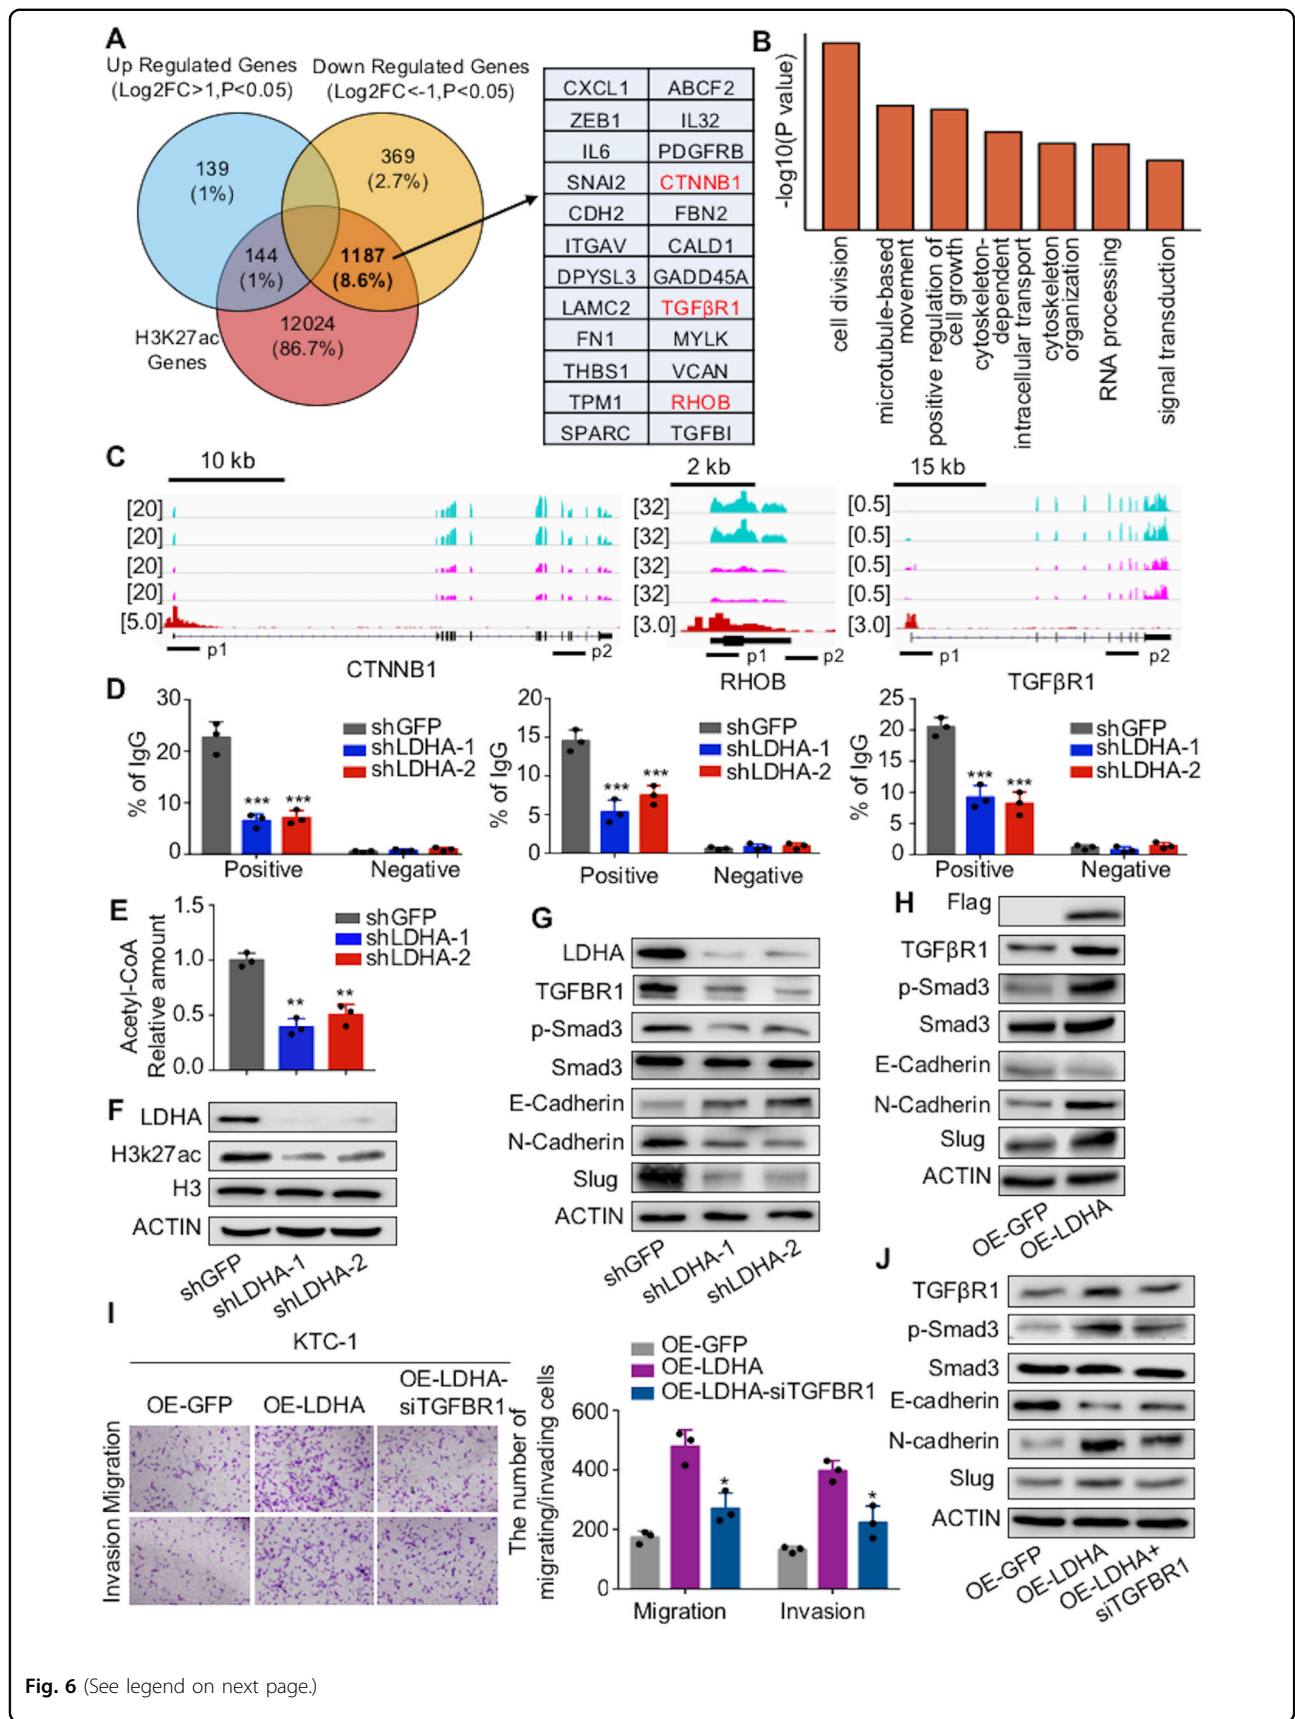 A
Up Regulated Genes
(Log2FC>1,P<0.05)
Down Regulated Genes
(Log2FC<-1,P<0.05)
139
(1%)
369
(2.7%)
144
(1%)
1187
(8.6%)
12024
(86.7%)
H3K27ac
Genes
CXCL1 ABCF2
ZEB1 IL32
IL6 PDGFRB
SNAI2 CTNNB1
CDH2 FBN2
ITGAV CALD1
DPYSL3 GADD45A
LAMC2 TGFβR1
FN1 MYLK
THBS1 VCAN
TPM1 RHOB
SPARC TGFBI
B
-log10(P value)
cell division
microtubule-based
movement
positive regulation of
cell growth
cytoskeleton-
dependent
intracellular transport
cytoskeleton
organization
RNA processing
signal transduction
C
10 kb
[20]
[20]
[20]
[20]
[5.0]
p1
p2
CTNNB1
2 kb
[32]
[32]
[32]
[32]
[3.0]
p1
p2
RHOB
15 kb
[0.5]
[0.5]
[0.5]
[0.5]
[3.0]
p1
p2
TGFβR1
D
% of IgG
30
20
10
0
shGFP
shLDHA-1
shLDHA-2
***
***
Positive
Negative
% of IgG
20
15
10
5
0
shGFP
shLDHA-1
shLDHA-2
***
***
Positive
Negative
% of IgG
25
20
15
10
5
0
shGFP
shLDHA-1
shLDHA-2
***
***
Positive
Negative
E
Acetyl-CoA
Relative amount
1.5
1.0
0.5
0.0
shGFP
shLDHA-1
shLDHA-2
**
**
F
LDHA
H3k27ac
H3
ACTIN
shGFP
shLDHA-1
shLDHA-2
G
LDHA
TGFBR1
p-Smad3
Smad3
E-Cadherin
N-Cadherin
Slug
ACTIN
shGFP
shLDHA-1
shLDHA-2
H
Flag
TGFβR1
p-Smad3
Smad3
E-Cadherin
N-Cadherin
Slug
ACTIN
OE-GFP
OE-LDHA
I
KTC-1
OE-GFP
OE-LDHA
OE-LDHA-
siTGFBR1
Migration
Invasion
The number of
migrating/invading cells
OE-GFP
OE-LDHA
OE-LDHA-siTGFBR1
600
400
200
0
*
*
Migration
Invasion
J
TGFβR1
p-Smad3
Smad3
E-cadherin
N-cadherin
Slug
ACTIN
OE-GFP
OE-LDHA
OE-LDHA+
siTGFBR1
Fig. 6 (See legend on next page.)